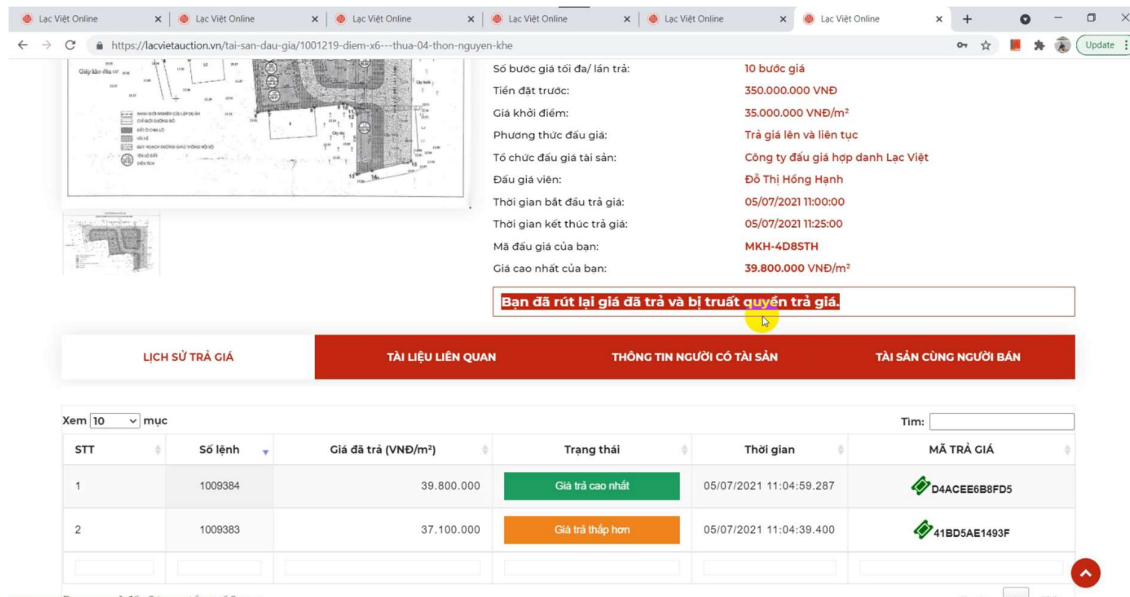 Lạc Việt Online
Lạc Việt Online
Lạc Việt Online
Lạc Việt Online
Lạc Việt Online
Lạc Việt Online
https://lacvietauction.vn/tai-san-dau-gia/1001219-diem-x6---thua-04-thon-nguyen-khe
Update
Số bước giá tối đa/ lần trả: 10 bước giá
Tiền đặt trước: 350.000.000 VNĐ
Giá khởi điểm: 35.000.000 VNĐ/m²
Phương thức đấu giá: Trả giá lên và liên tục
Tổ chức đấu giá tài sản: Công ty đấu giá hợp danh Lạc Việt
Đấu giá viên: Đỗ Thị Hồng Hạnh
Thời gian bắt đầu trả giá: 05/07/2021 11:00:00
Thời gian kết thúc trả giá: 05/07/2021 11:25:00
Mã đấu giá của bạn: MKH-4D8STH
Giá cao nhất của bạn: 39.800.000 VNĐ/m²
Bạn đã rút lại giá đã trả và bị truất quyền trả giá.
LỊCH SỬ TRẢ GIÁ TÀI LIỆU LIÊN QUAN THÔNG TIN NGƯỜI CÓ TÀI SẢN TÀI SẢN CÙNG NGƯỜI BÁN
Xem 10 mục Tìm:
STT Số lệnh Giá đã trả (VNĐ/m²) Trạng thái Thời gian MÃ TRẢ GIÁ
1 1009384 39.800.000 Giá trả cao nhất 05/07/2021 11:04:59.287 D4ACEE6B8FD5
2 1009383 37.100.000 Giá trả thấp hơn 05/07/2021 11:04:39.400 41BD5AE1493F